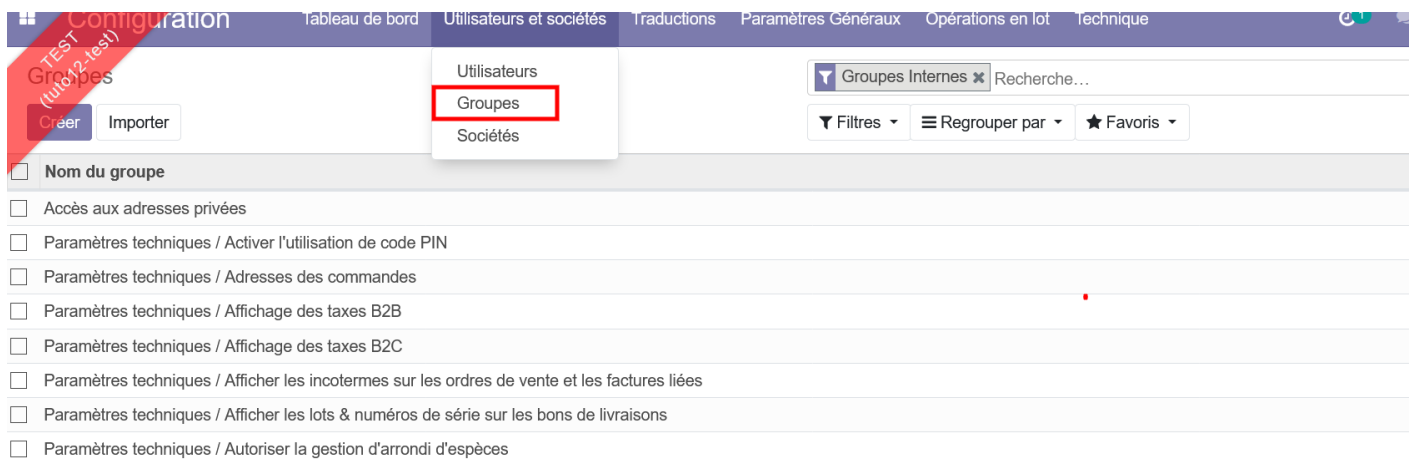 Configuration Tableau de bord Utilisateurs et sociétés Traductions Paramètres Généraux Opérations en lot Technique 1
TEST
(tuto12-test)
Groupes
Utilisateurs
Groupes
Sociétés
Groupes Internes Recherche...
Créer Importer
Filtres Regrouper par Favoris
Nom du groupe
Accès aux adresses privées
Paramètres techniques / Activer l'utilisation de code PIN
Paramètres techniques / Adresses des commandes
Paramètres techniques / Affichage des taxes B2B
Paramètres techniques / Affichage des taxes B2C
Paramètres techniques / Afficher les incotermes sur les ordres de vente et les factures liées
Paramètres techniques / Afficher les lots & numéros de série sur les bons de livraisons
Paramètres techniques / Autoriser la gestion d'arrondi d'espèces